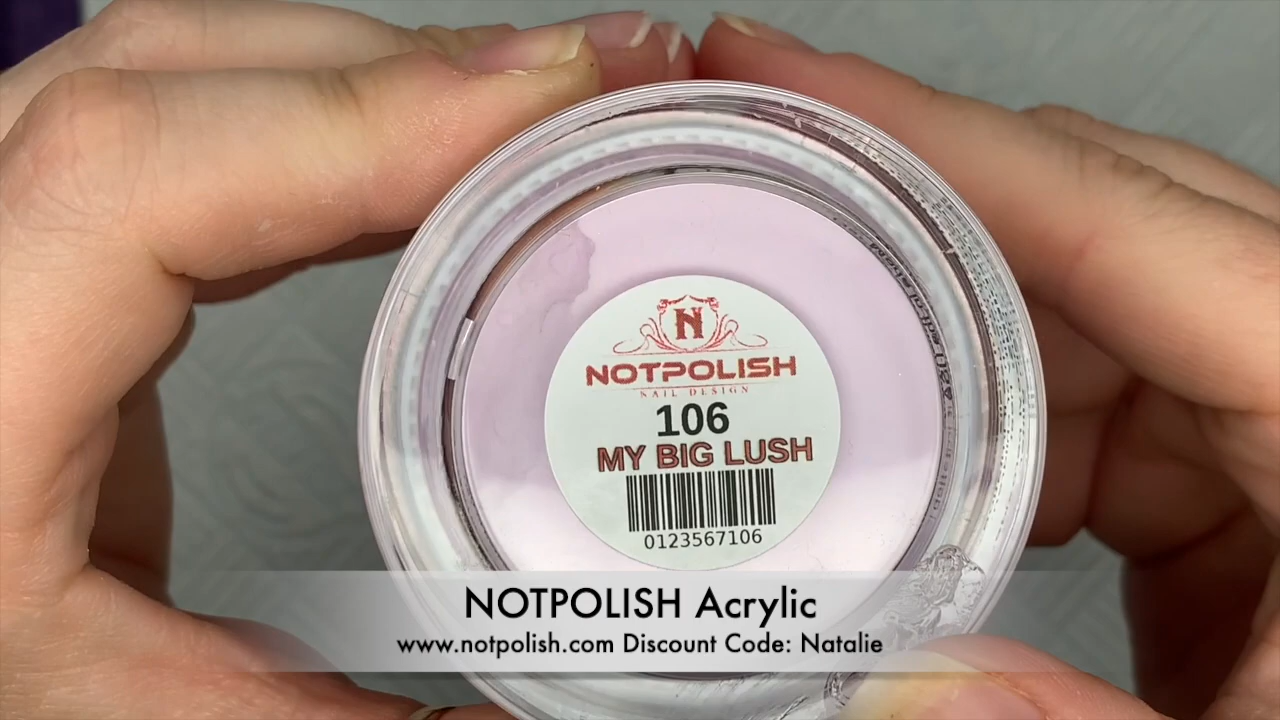 N
NOTPOLISH
NAIL DESIGN
106
MY BIG LUSH
0123567106
NOTPOLISH Acrylic
www.notpolish.com Discount Code: Natalie